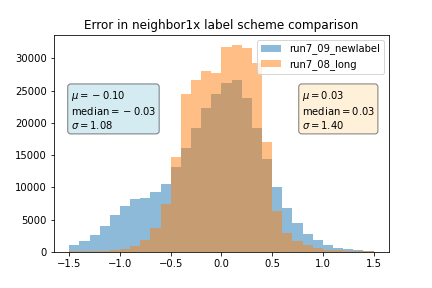 Error in neighbor1x label scheme comparison
run7_09_newlabel
run7_08_long
μ = −0.10
median = −0.03
σ = 1.08
μ = 0.03
median = 0.03
σ = 1.40
30000
25000
20000
15000
10000
5000
0
−1.5 −1.0 −0.5 0.0 0.5 1.0 1.5